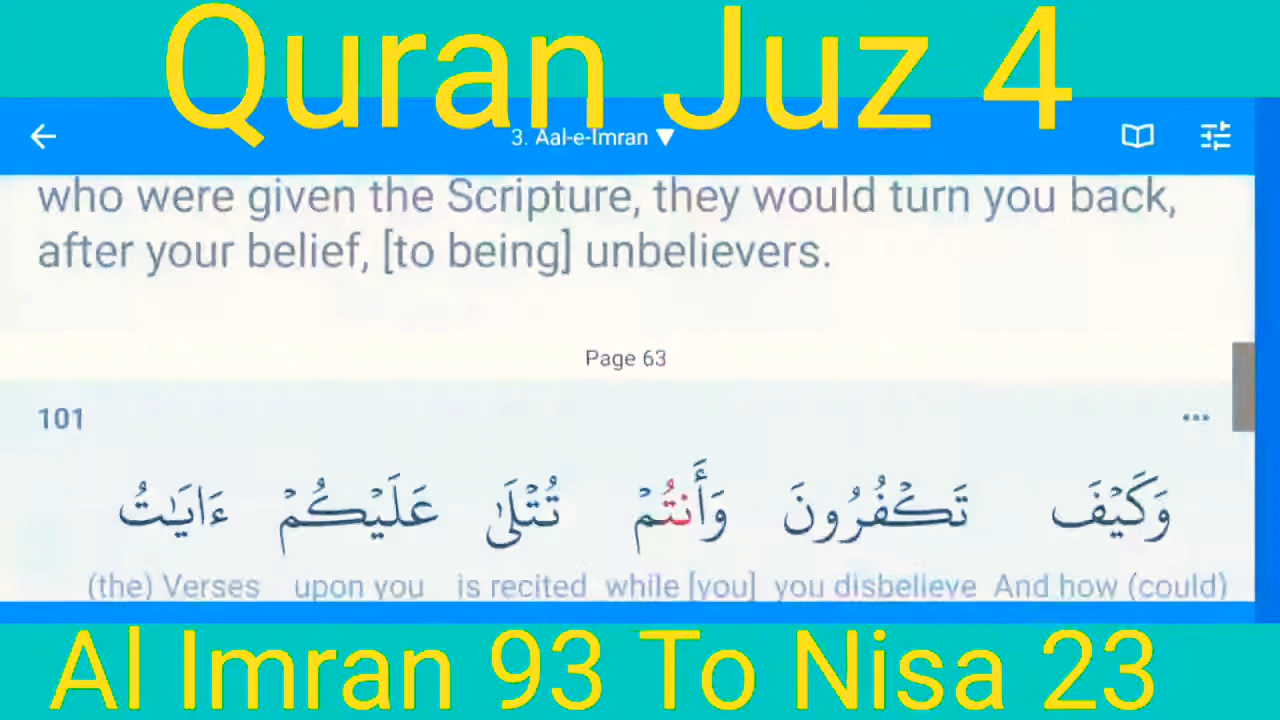 Quran Juz 4
3. Aal-e-Imran
who were given the Scripture, they would turn you back,
after your belief, [to being] unbelievers.
Page 63
101
وَكَيْفَ تَكْفُرُونَ وَأَنتُمْ تُتْلَىٰ عَلَيْكُمْ ءَايَـٰتُ
(the) Verses upon you is recited while [you] you disbelieve And how (could)
Al Imran 93 To Nisa 23